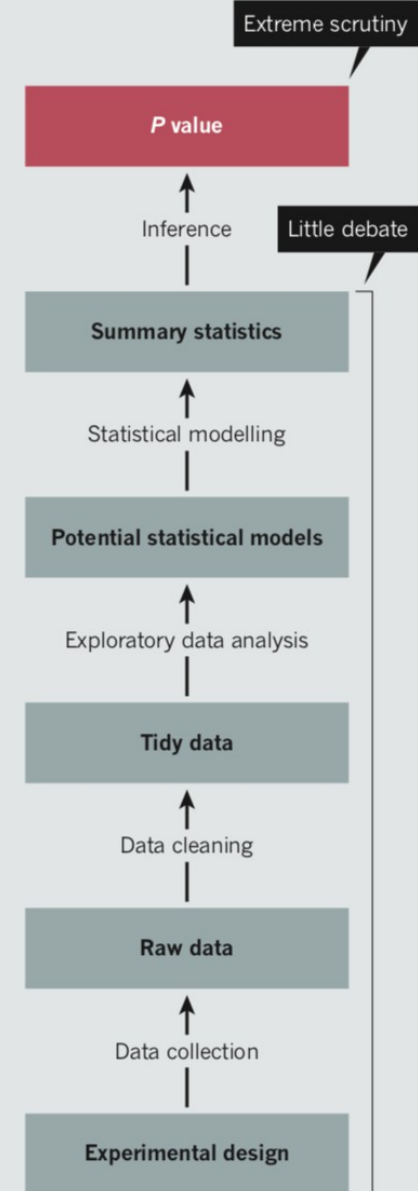 Extreme scrutiny
P value
Inference
Little debate
Summary statistics
Statistical modelling
Potential statistical models
Exploratory data analysis
Tidy data
Data cleaning
Raw data
Data collection
Experimental design